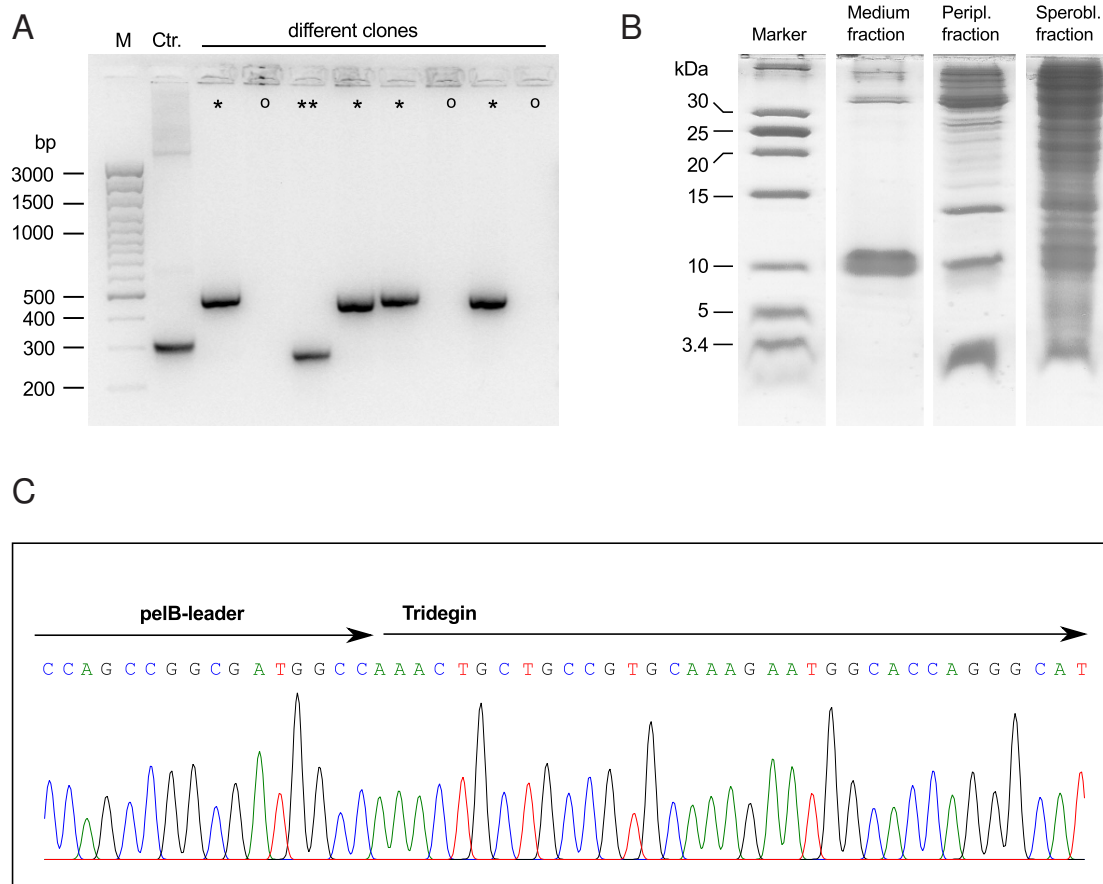 A
M
Ctr.
different clones
* o ** * * o * o
bp
3000
1500
1000
500
400
300
200
B
Marker
Medium
fraction
Peripl.
fraction
Sperobl.
fraction
kDa
30
25
20
15
10
5
3.4
C
pelB-leader
Tridegin
C C A G C C G G C G A T G G C C A A A C T G C T G C C G T G C A A A G A A T G G C A C C A G G G C A T